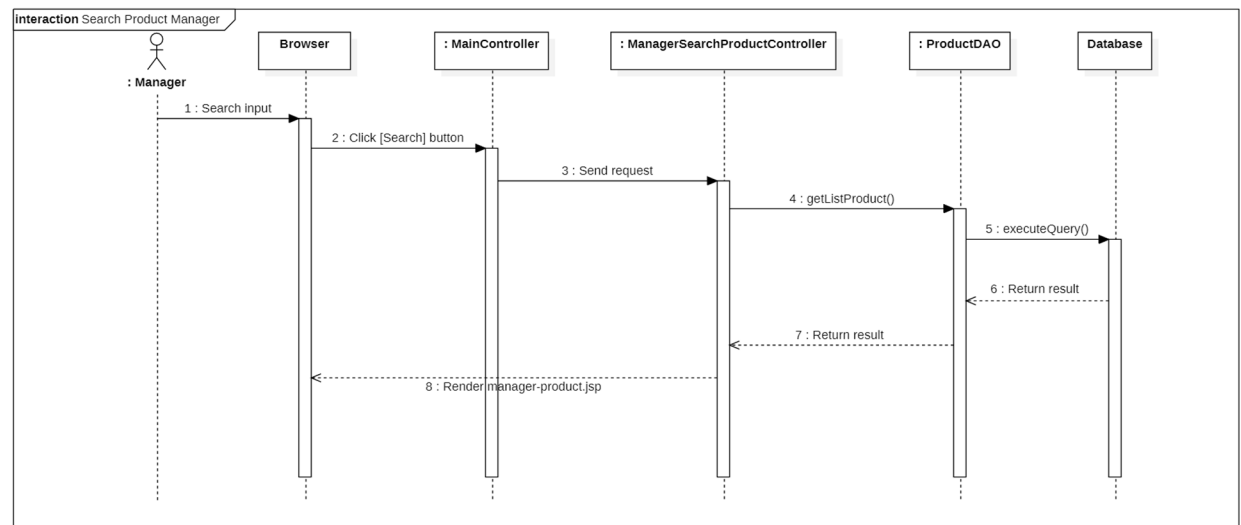 interaction Search Product Manager
: Manager
Browser
: MainController
: ManagerSearchProductController
: ProductDAO
Database
1 : Search input
2 : Click [Search] button
3 : Send request
4 : getListProduct()
5 : executeQuery()
6 : Return result
7 : Return result
8 : Render manager-product.jsp